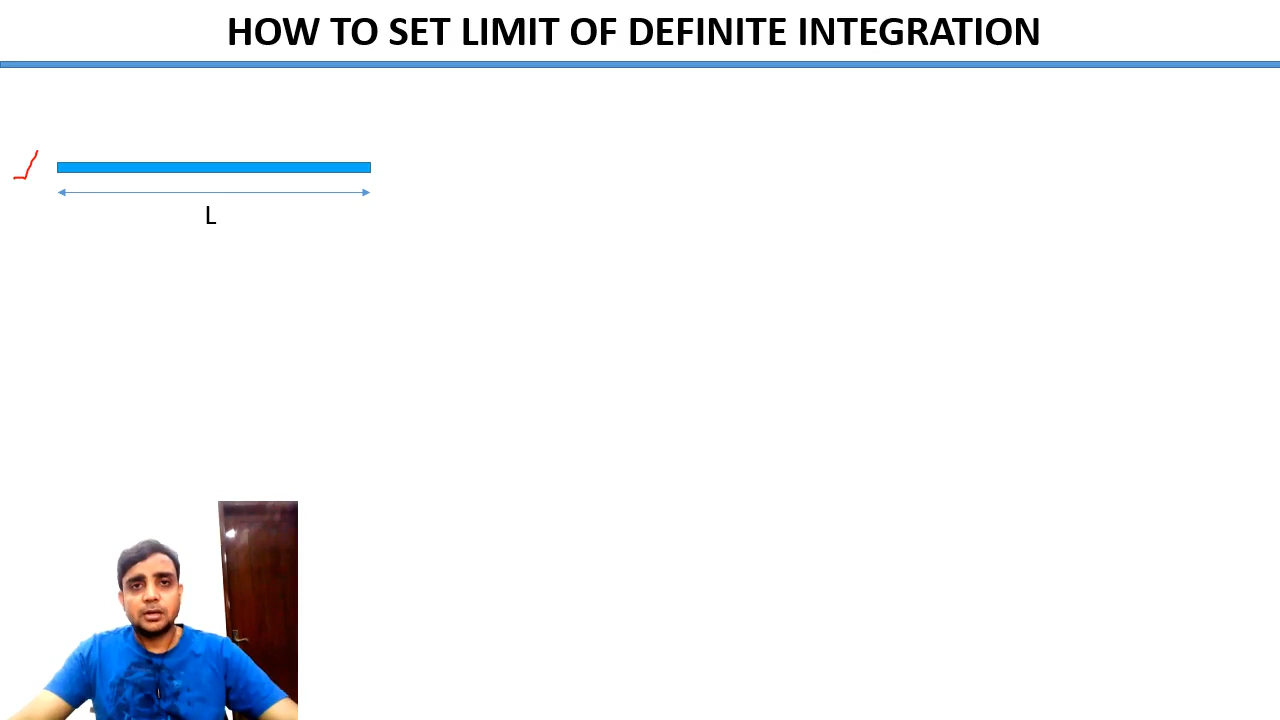 HOW TO SET LIMIT OF DEFINITE INTEGRATION
L